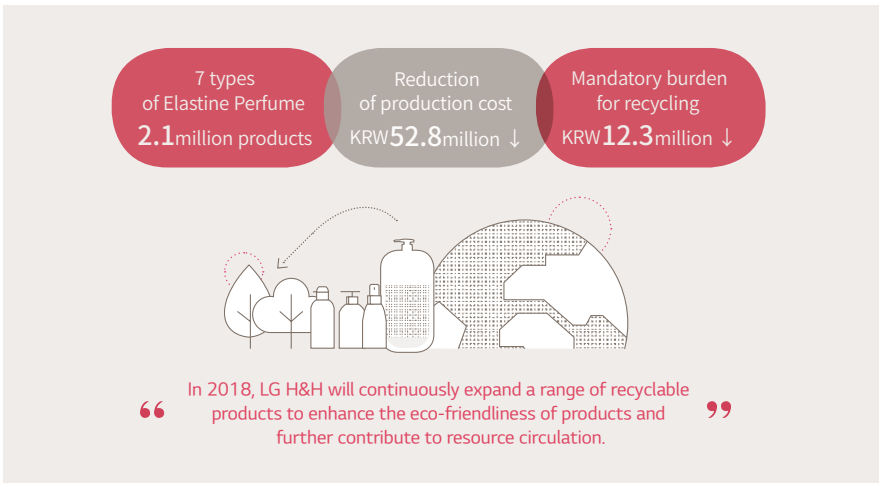 7 types
of Elastine Perfume
2.1million products
Reduction
of production cost
KRW52.8million ↓
Mandatory burden
for recycling
KRW12.3million ↓
“ In 2018, LG H&H will continuously expand a range of recyclable
products to enhance the eco-friendliness of products and
further contribute to resource circulation. ”